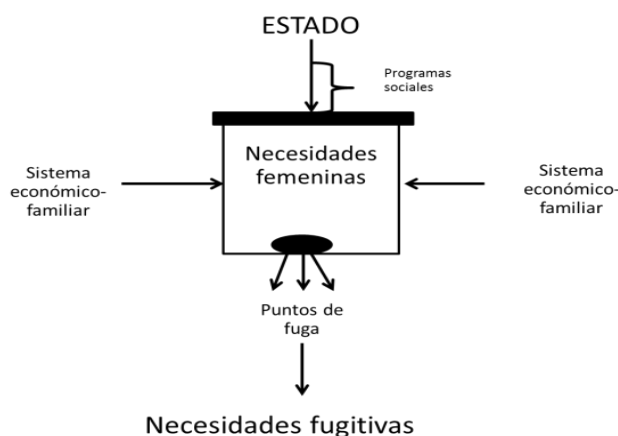 ESTADO
Programas
sociales
Necesidades
femeninas
Sistema
económico-
familiar
Sistema
económico-
familiar
Puntos de
fuga
Necesidades fugitivas